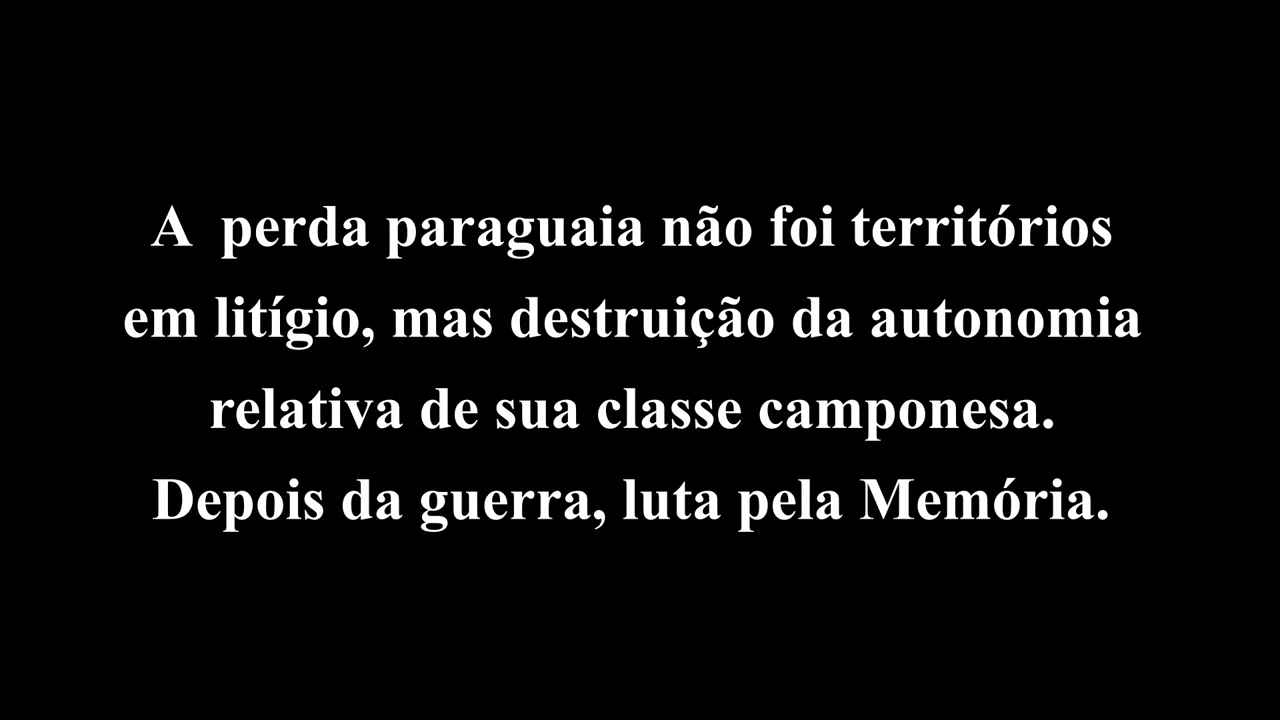 A perda paraguaia não foi territórios
em litígio, mas destruição da autonomia
relativa de sua classe camponesa.
Depois da guerra, luta pela Memória.